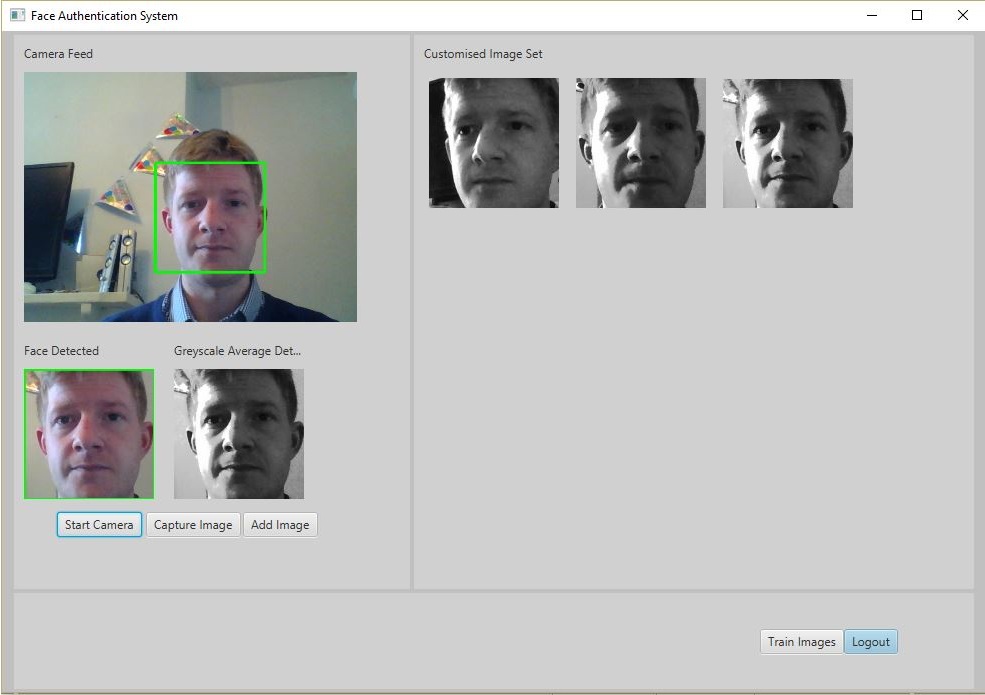 Face Authentication System
Camera Feed
Customised Image Set
Face Detected
Greyscale Average Det...
Start Camera
Capture Image
Add Image
Train Images
Logout